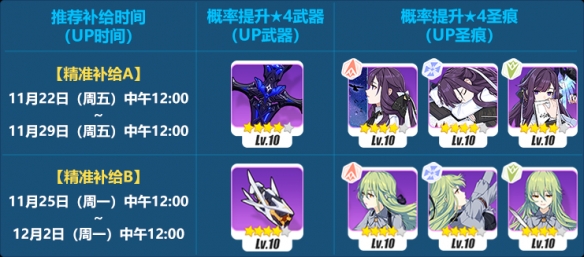 推荐补给时间
（UP时间）
概率提升★4武器
（UP武器）
概率提升★4圣痕
（UP圣痕）
【精准补给A】
11月22日（周五）中午12:00
~
11月29日（周五）中午12:00
Lv.10
Lv.10
Lv.10
Lv.10
【精准补给B】
11月25日（周一）中午12:00
~
12月2日（周一）中午12:00
Lv.10
Lv.10
Lv.10
Lv.10